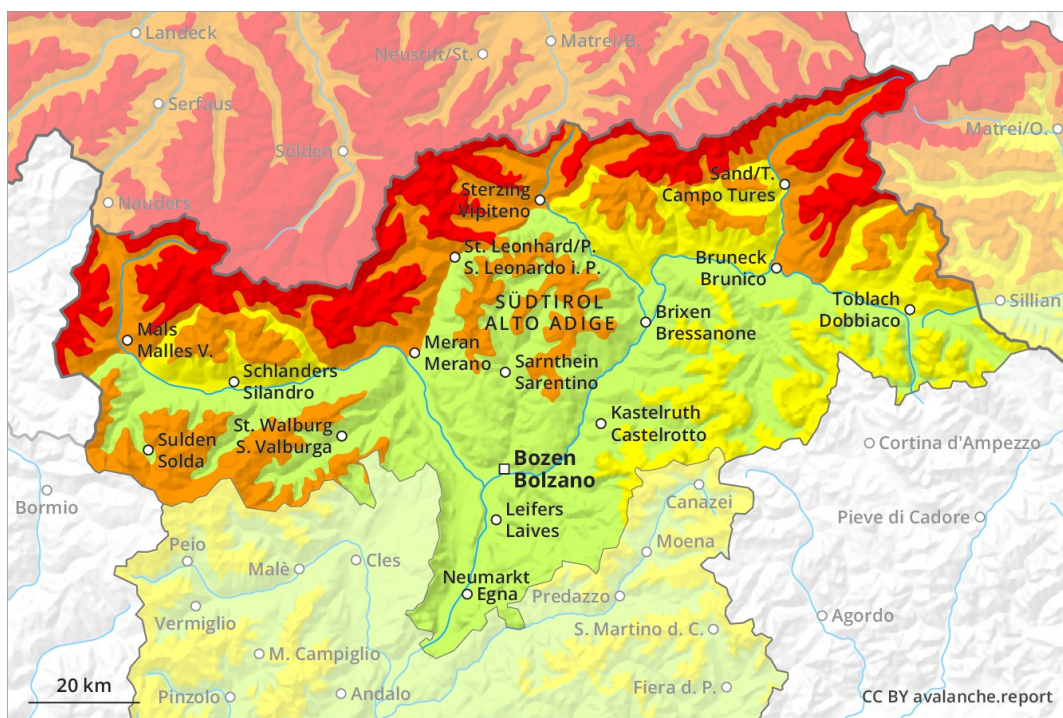 Landeck
Matrei/B.
Neustift/St.
Serfaus
Matrei/O.
Sölden
Sand/T.
Campo Tures
Sterzing
Vipiteno
Nauders
St. Leonhard/P.
S. Leonardo i. P.
Bruneck
Brunico
SÜDTIROL
ALTO ADIGE
Toblach
Dobbiaco
Sillian
Brixen
Bressanone
Mals
Malles V.
Meran
Merano
Schlanders
Silandro
Sarnthein
Sarentino
Kastelruth
Castelrotto
St. Walburg
S. Valburga
Sulden
Solda
Cortina d'Ampezzo
Bozen
Bolzano
Bormio
Canazei
Leifers
Laives
Pieve di Cadore
Moena
Peio
Cles
Malè
Neumarkt
Egna
Predazzo
Vermiglio
Agordo
S. Martino d. C.
M. Campiglio
20 km
Pinzolo
Andalo
Fiera d. P.
CC BY avalanche.report